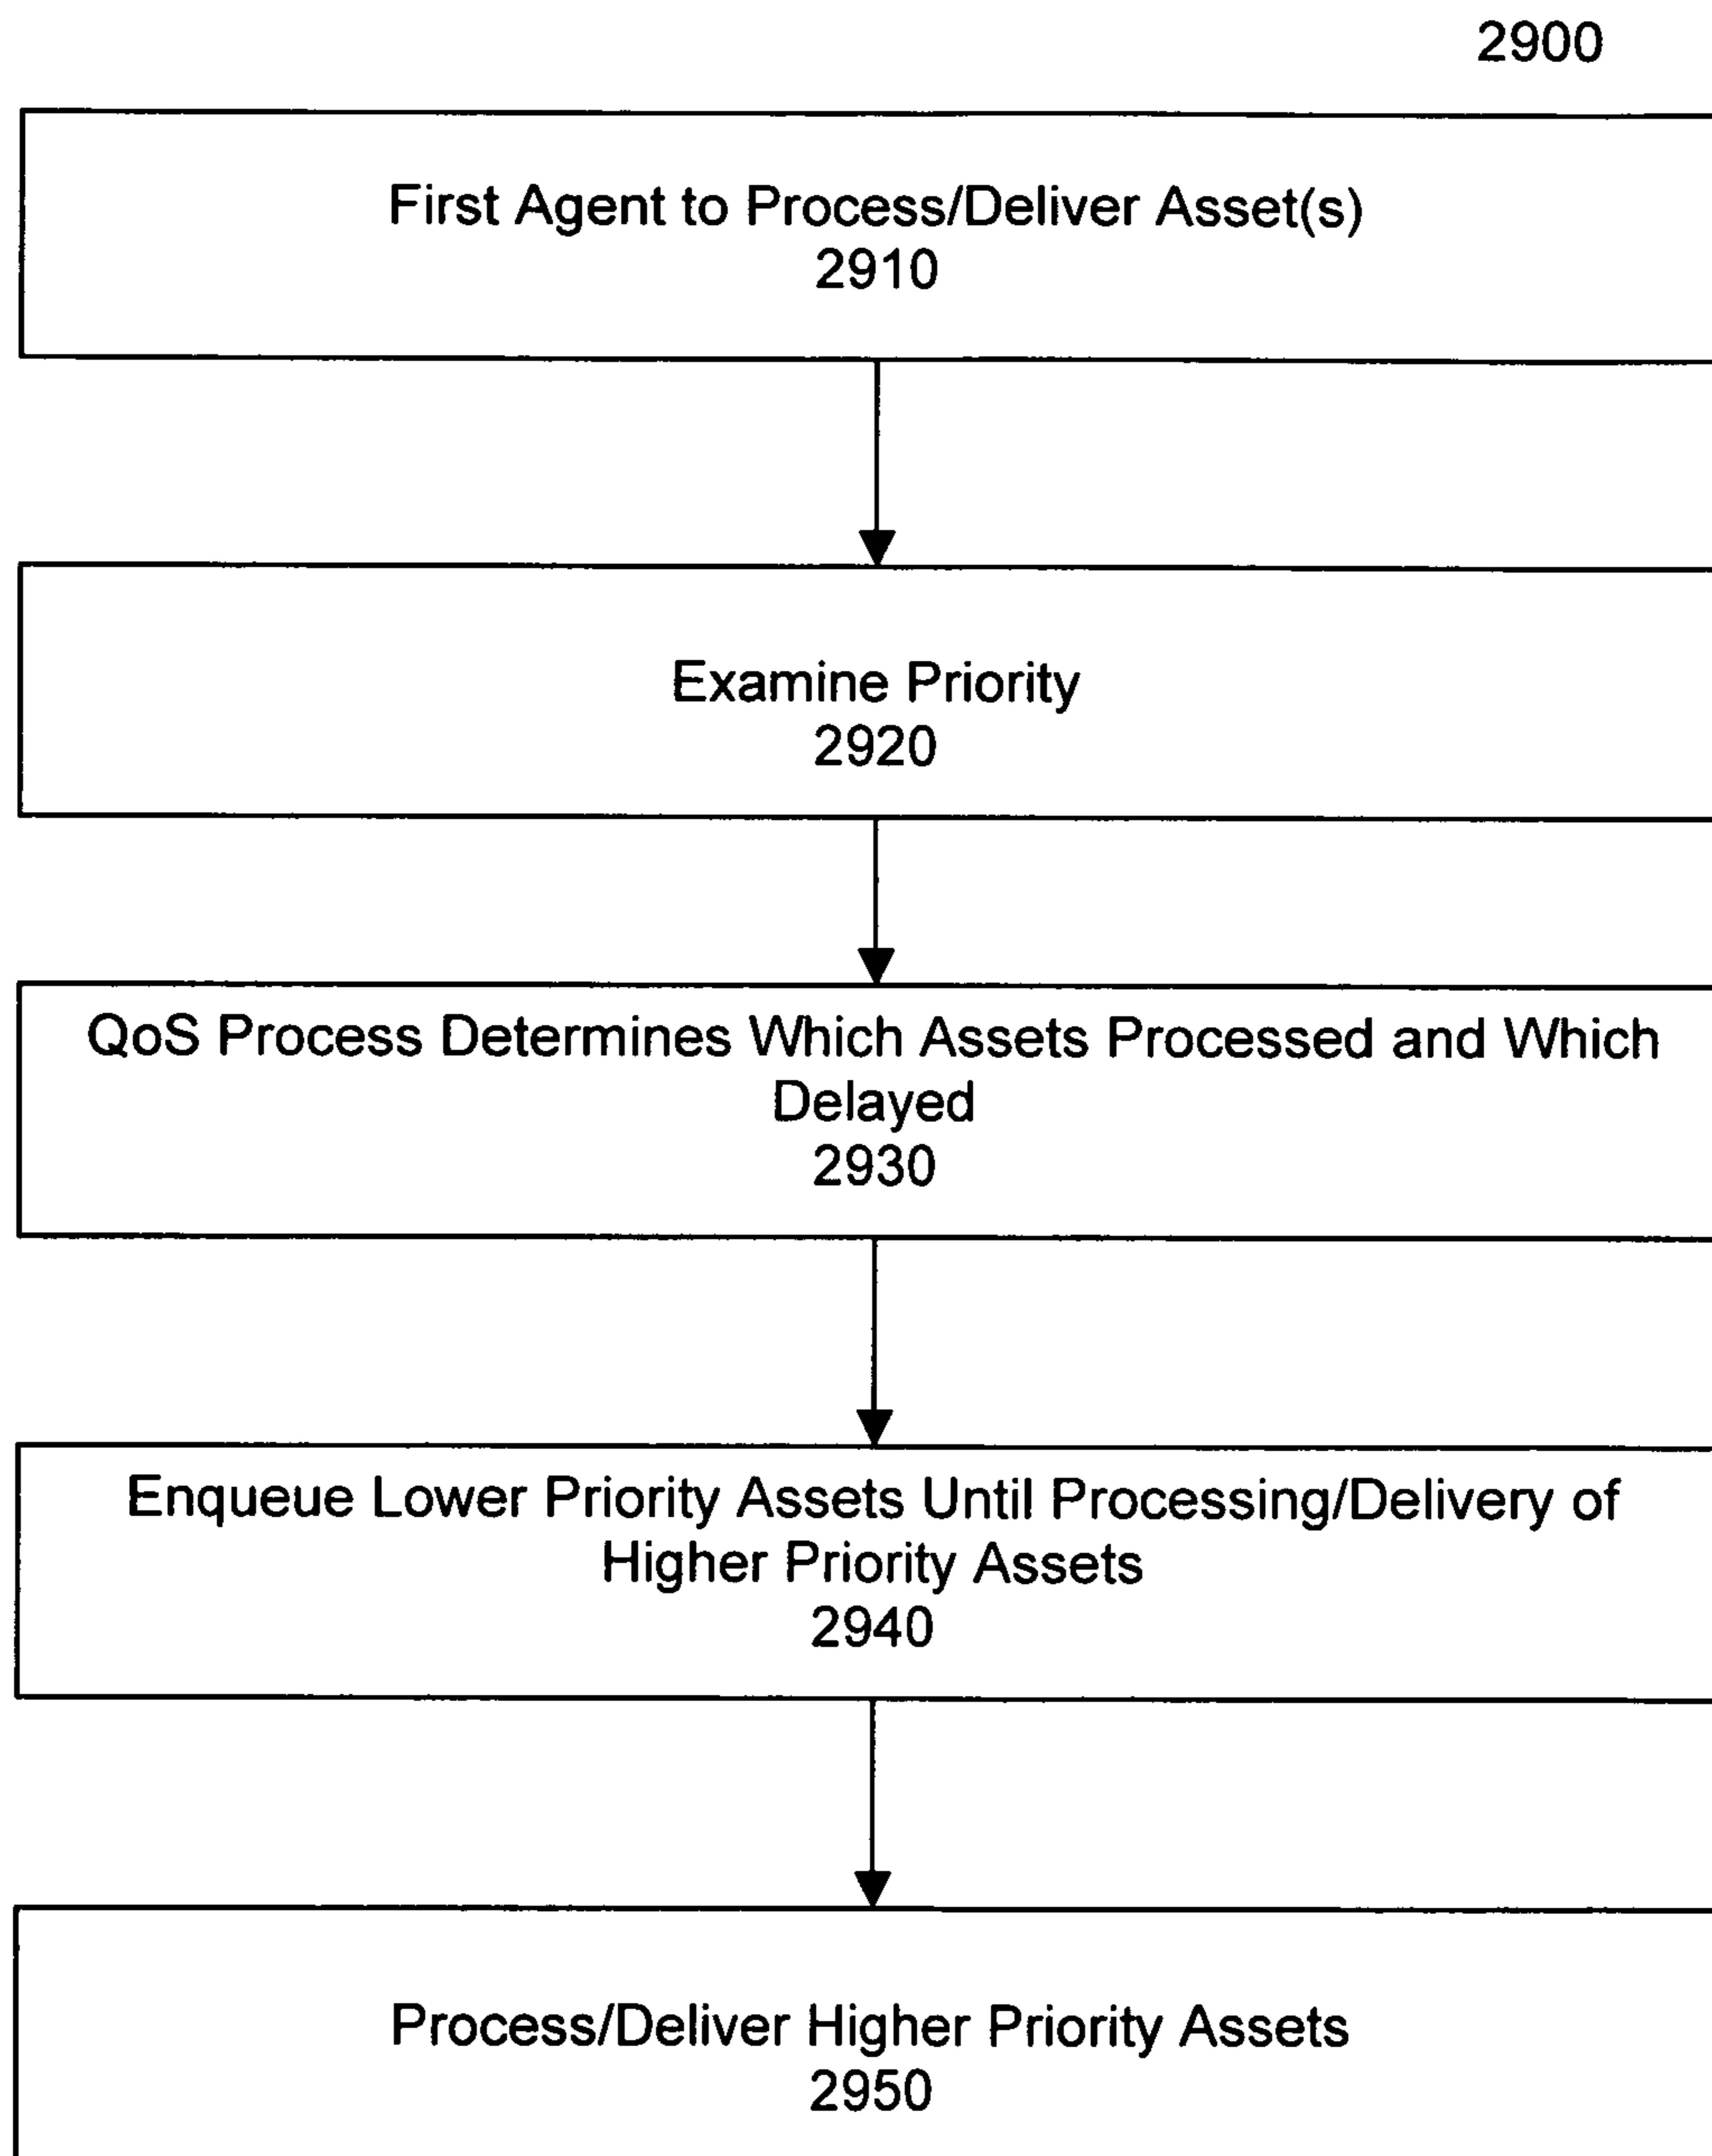 2900
First Agent to Process/Deliver Asset(s)
2910
Examine Priority
2920
QoS Process Determines Which Assets Processed and Which
Delayed
2930
Enqueue Lower Priority Assets Until Processing/Delivery of
Higher Priority Assets
2940
Process/Deliver Higher Priority Assets
2950